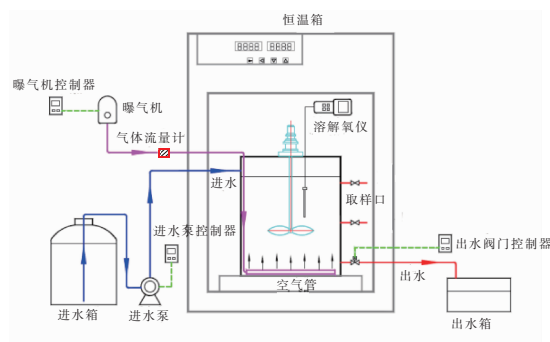 恒温箱
8888 8888
曝气机控制器
曝气机
溶解氧仪
气体流量计
进水
取样口
进水泵控制器
出水阀门控制器
出水
空气管
进水箱
进水泵
出水箱